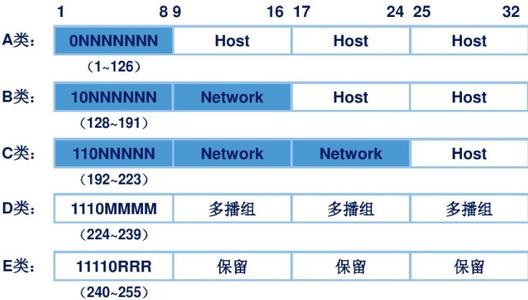 1 8 9 16 17 24 25 32
A类: 0NNNNNNN Host Host Host
(1~126)
B类: 10NNNNNN Network Host Host
(128~191)
C类: 110NNNNN Network Network Host
(192~223)
D类: 1110MMMM 多播组 多播组 多播组
(224~239)
E类: 11110RRR 保留 保留 保留
(240~255)